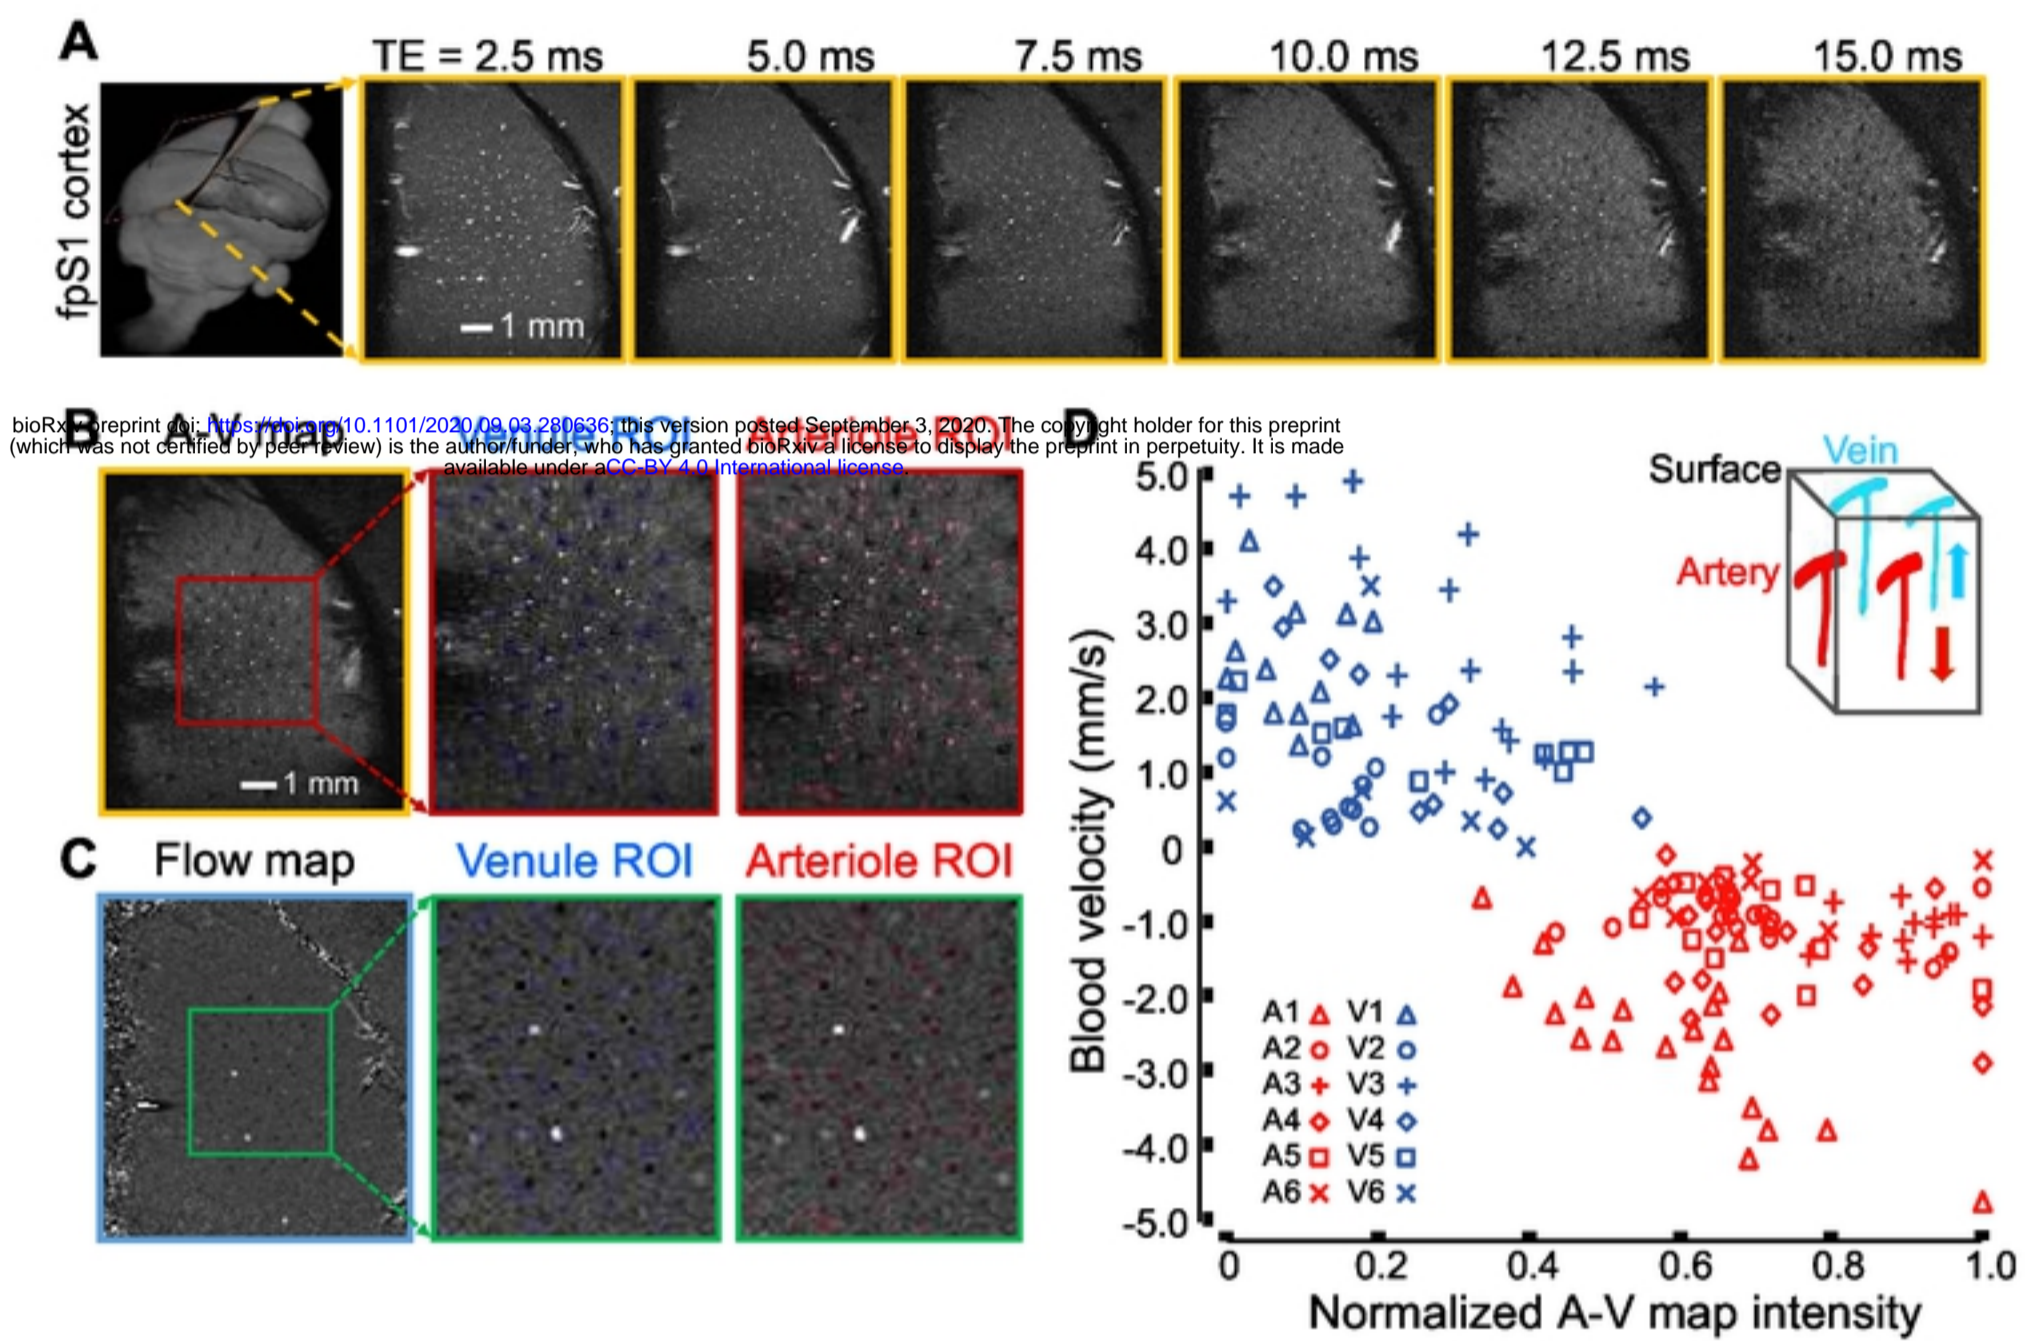 A
TE = 2.5 ms 5.0 ms 7.5 ms 10.0 ms 12.5 ms 15.0 ms
fpS1 cortex
1 mm
B A-V map Venule ROI Arteriole ROI D
bioRxiv preprint doi: https://doi.org/10.1101/2020.09.03.280636; this version posted September 3, 2020. The copyright holder for this preprint
(which was not certified by peer review) is the author/funder, who has granted bioRxiv a license to display the preprint in perpetuity. It is made
available under aCC-BY 4.0 International license.
1 mm
C Flow map Venule ROI Arteriole ROI
Vein
Surface
Artery
Blood velocity (mm/s)
5.0
4.0
3.0
2.0
1.0
0
-1.0
-2.0
-3.0
-4.0
-5.0
A1 V1
A2 V2
A3 V3
A4 V4
A5 V5
A6 V6
0 0.2 0.4 0.6 0.8 1.0
Normalized A-V map intensity